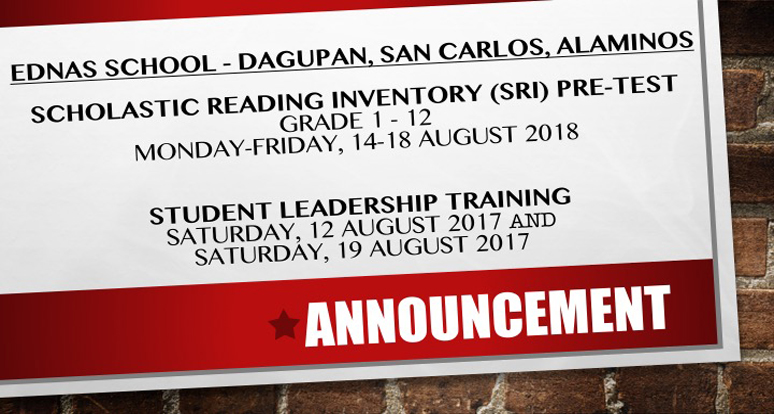 EDNAS SCHOOL - DAGUPAN, SAN CARLOS, ALAMINOS
SCHOLASTIC READING INVENTORY (SRI) PRE-TEST
GRADE 1 - 12
MONDAY-FRIDAY, 14-18 AUGUST 2018
STUDENT LEADERSHIP TRAINING
SATURDAY, 12 AUGUST 2017 AND
SATURDAY, 19 AUGUST 2017
ANNOUNCEMENT